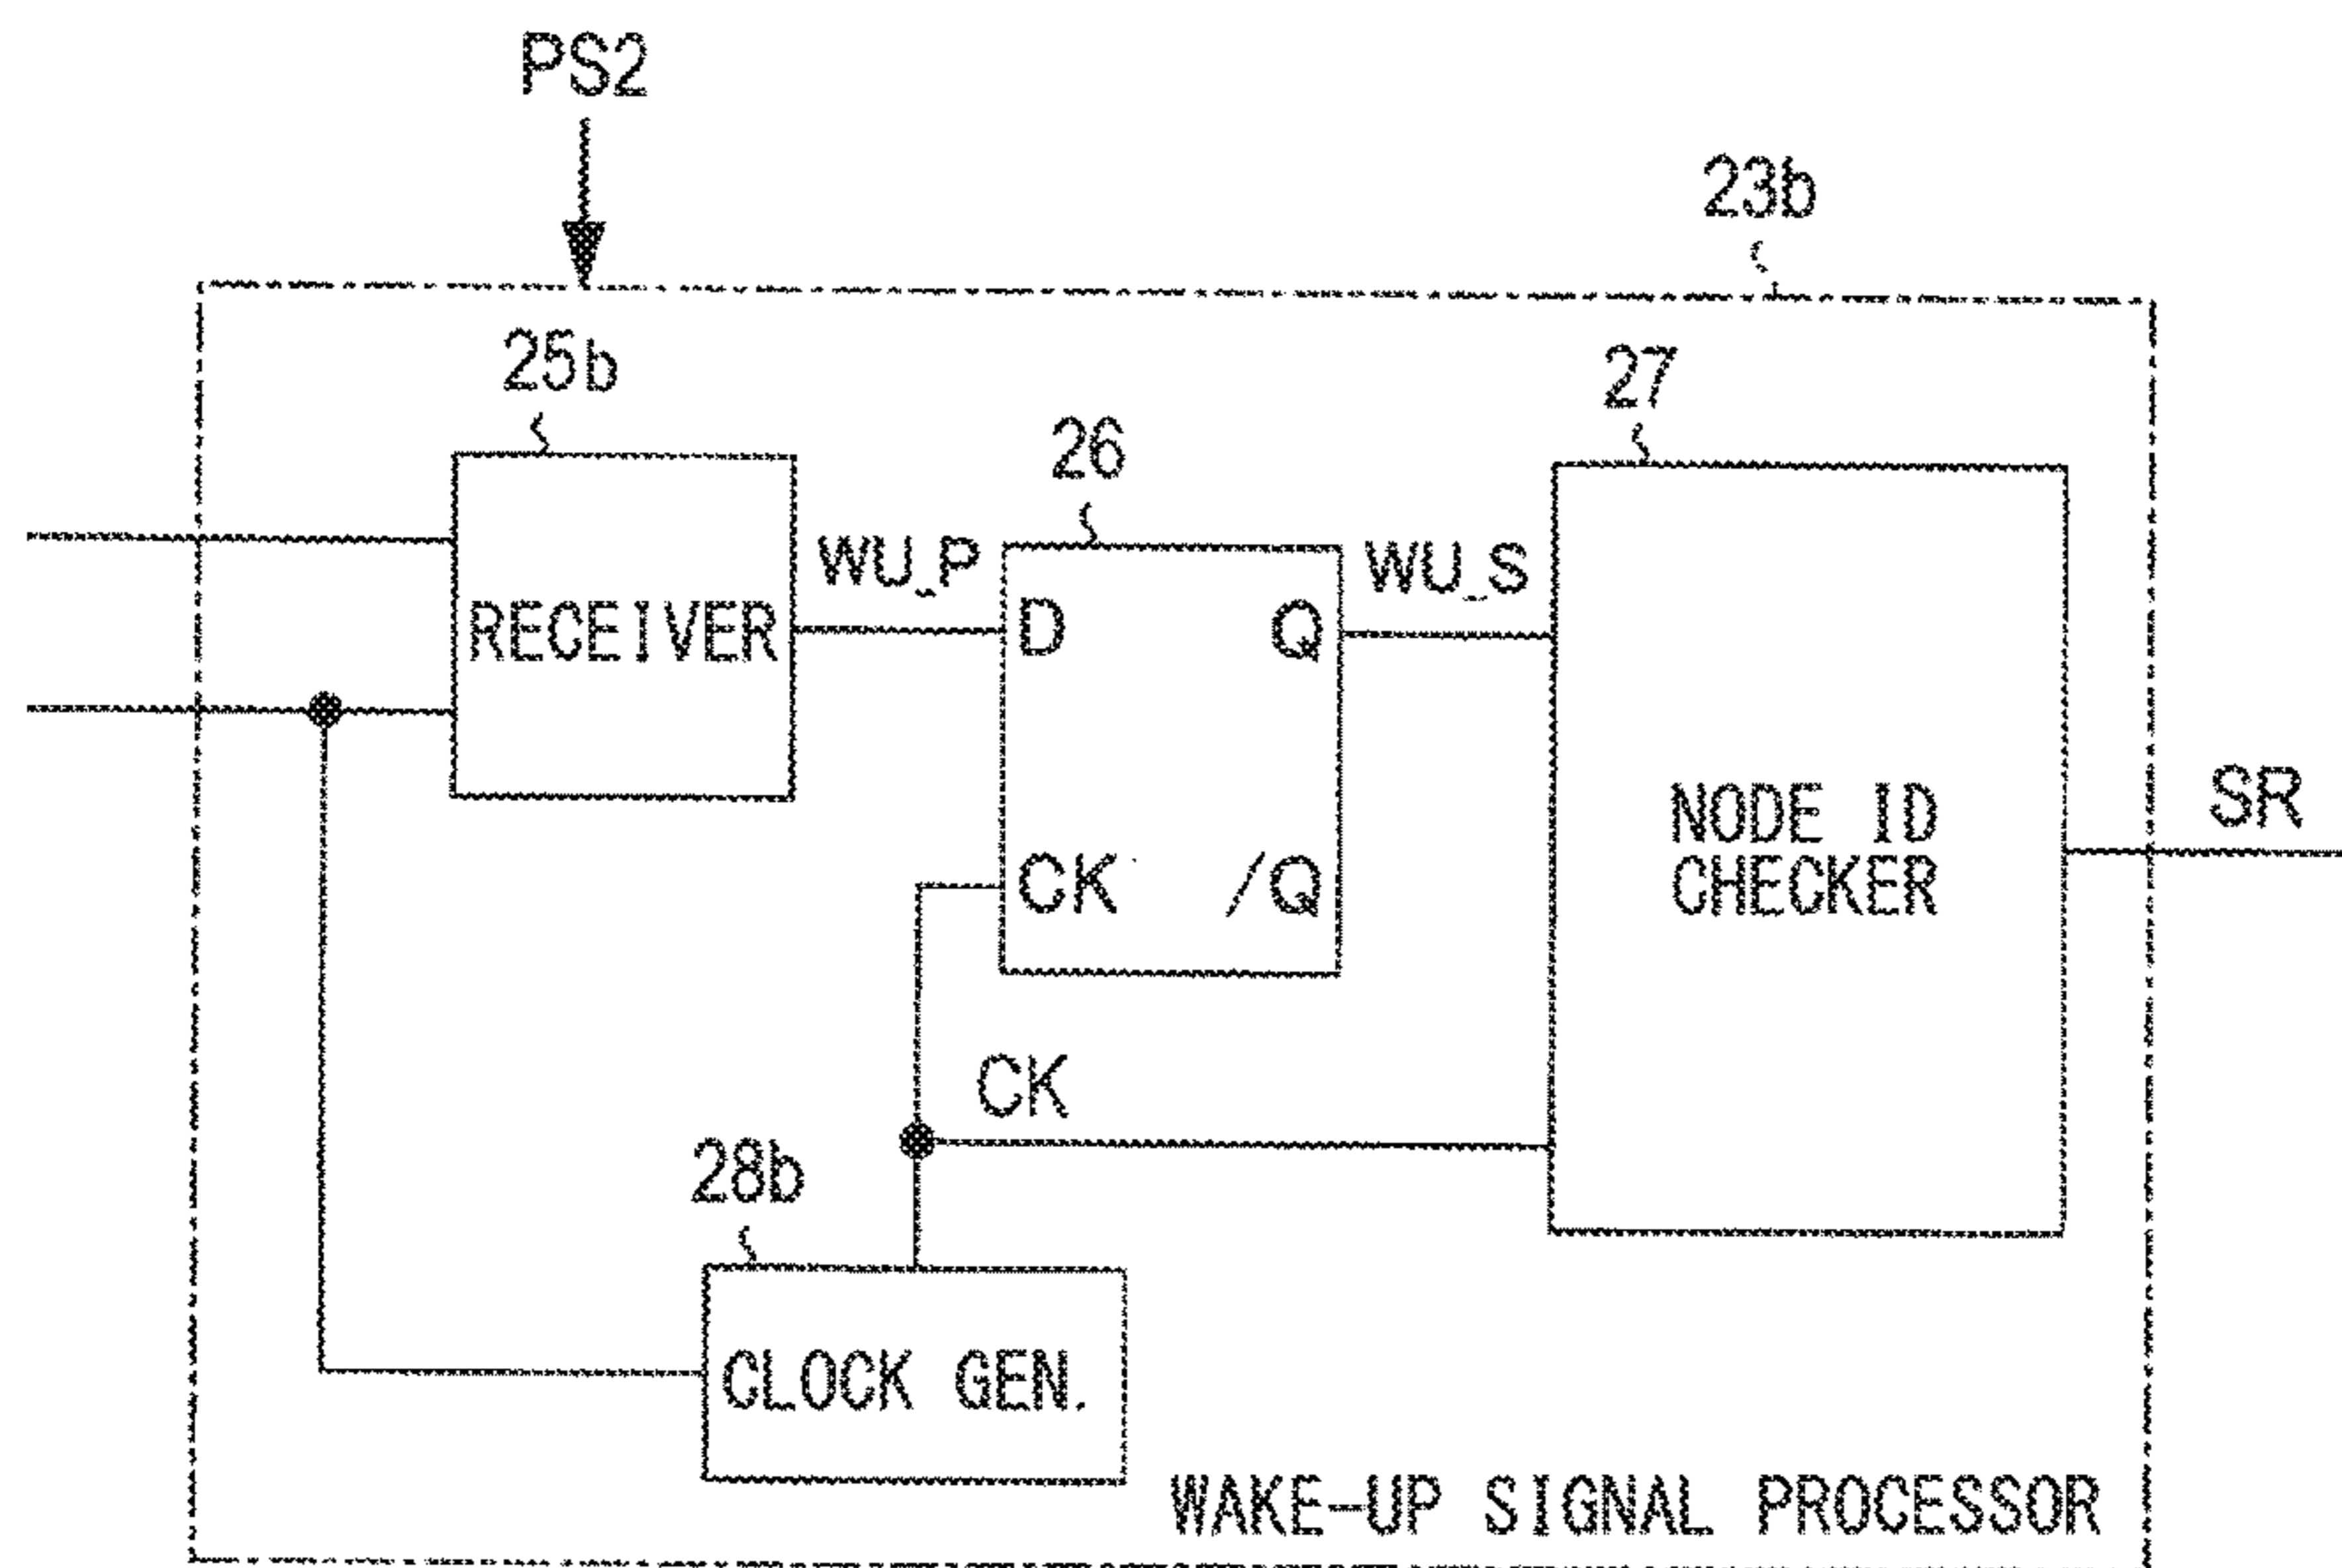 PS2
23b
25b
27
26
WU_P
WU_S
RECEIVER
D
Q
SR
NODE ID
CHECKER
CK
/Q
CK
28b
CLOCK GEN.
WAKE-UP SIGNAL PROCESSOR